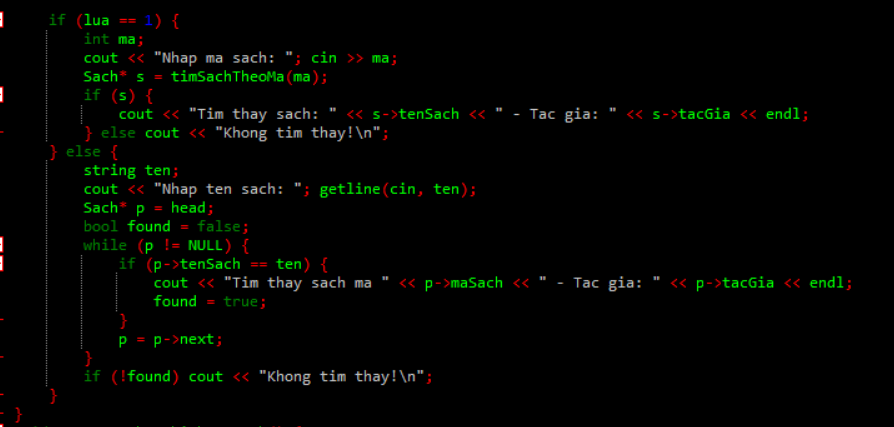 if (lua == 1) {
int ma;
cout << "Nhap ma sach: "; cin >> ma;
Sach* s = timSachTheoMa(ma);
if (s) {
cout << "Tim thay sach: " << s->tenSach << " - Tac gia: " << s->tacGia << endl;
} else cout << "Khong tim thay!\n";
} else {
string ten;
cout << "Nhap ten sach: "; getline(cin, ten);
Sach* p = head;
bool found = false;
while (p != NULL) {
if (p->tenSach == ten) {
cout << "Tim thay sach ma " << p->maSach << " - Tac gia: " << p->tacGia << endl;
found = true;
}
p = p->next;
}
if (!found) cout << "Khong tim thay!\n";
}
}